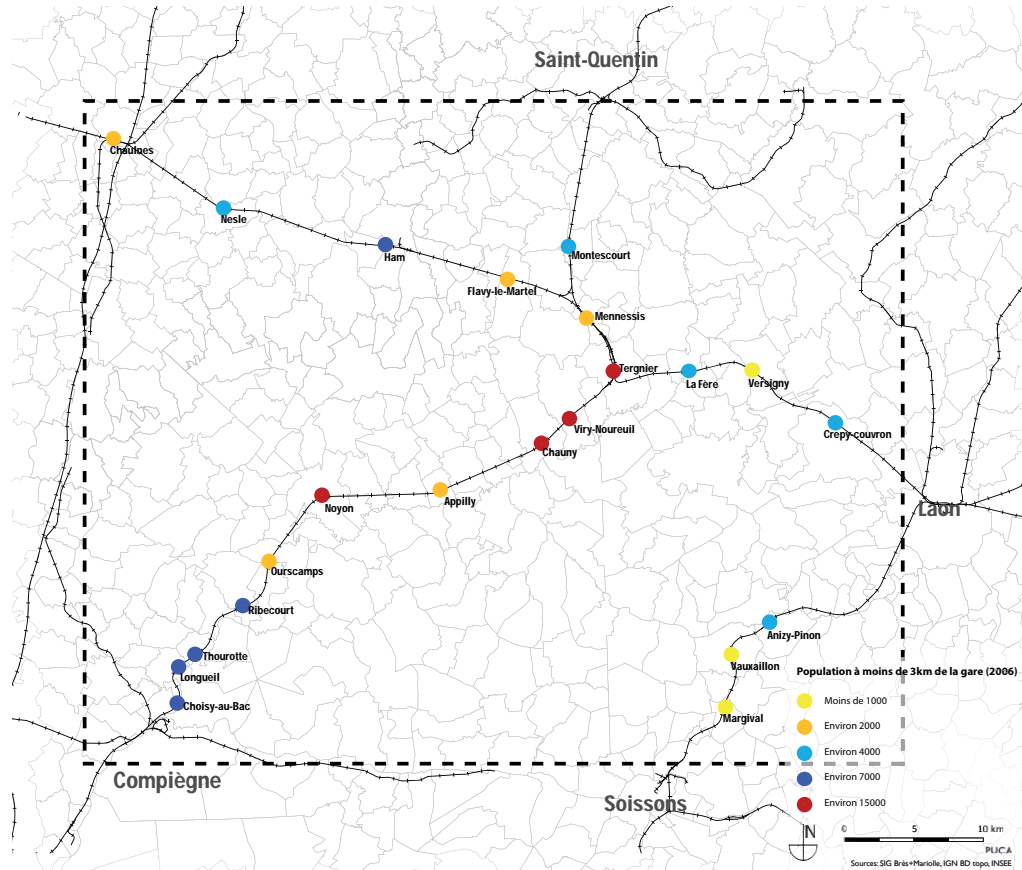 Saint-Quentin
Chaulnes
Nesle
Ham
Montescourt
Flavy-le-Martel
Mennessis
Tergnier
La Fère
Versigny
Viry-Noureuil
Crepy-couvron
Chauny
Noyon
Appilly
Laon
Ourscamps
Ribecourt
Anizy-Pinon
Thourotte
Vauxaillon
Longueil
Choisy-au-Bac
Margival
Compiègne
Soissons
Population à moins de 3km de la gare (2006)
Moins de 1000
Environ 2000
Environ 4000
Environ 7000
Environ 15000
N
0 5 10 km
PUCA
Sources: SIG Brès+Mariolle, IGN BD topo, INSEE